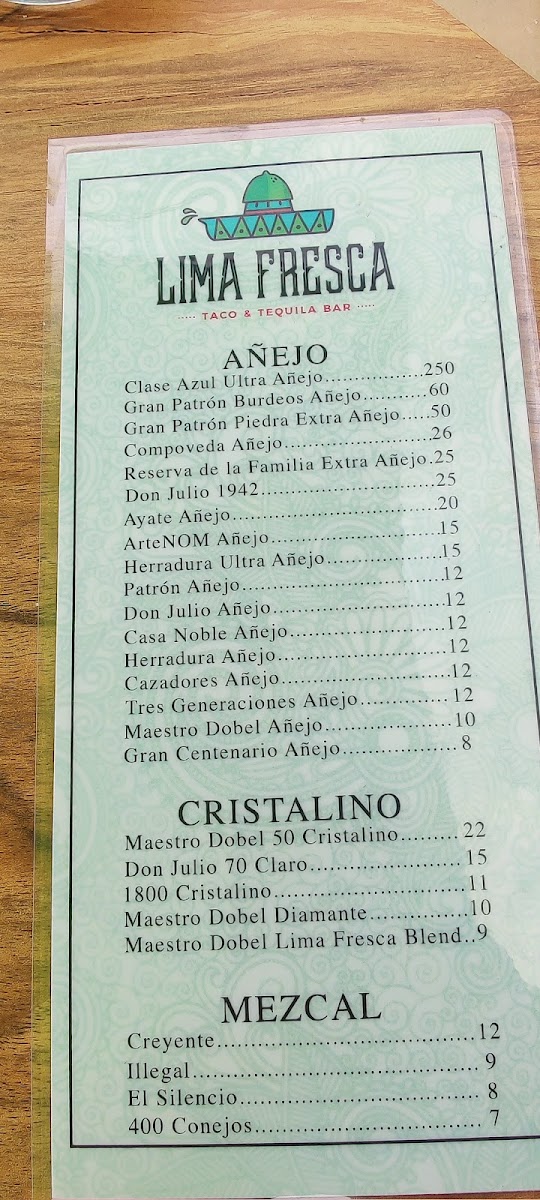 LIMA FRESCA
····· TACO & TEQUILA BAR ·····
AÑEJO
Clase Azul Ultra Añejo.................250
Gran Patrón Burdeos Añejo...........60
Gran Patrón Piedra Extra Añejo.....50
Compoveda Añejo.........................26
Reserva de la Familia Extra Añejo.25
Don Julio 1942..............................25
Ayate Añejo...................................20
ArteNOM Añejo.............................15
Herradura Ultra Añejo....................15
Patrón Añejo..................................12
Don Julio Añejo.............................12
Casa Noble Añejo..........................12
Herradura Añejo............................12
Cazadores Añejo............................12
Tres Generaciones Añejo.............. 12
Maestro Dobel Añejo.....................10
Gran Centenario Añejo................... 8
CRISTALINO
Maestro Dobel 50 Cristalino......... 22
Don Julio 70 Claro........................ 15
1800 Cristalino..............................11
Maestro Dobel Diamante................10
Maestro Dobel Lima Fresca Blend..9
MEZCAL
Creyente.......................................12
Illegal............................................ 9
El Silencio..................................... 8
400 Conejos................................... 7